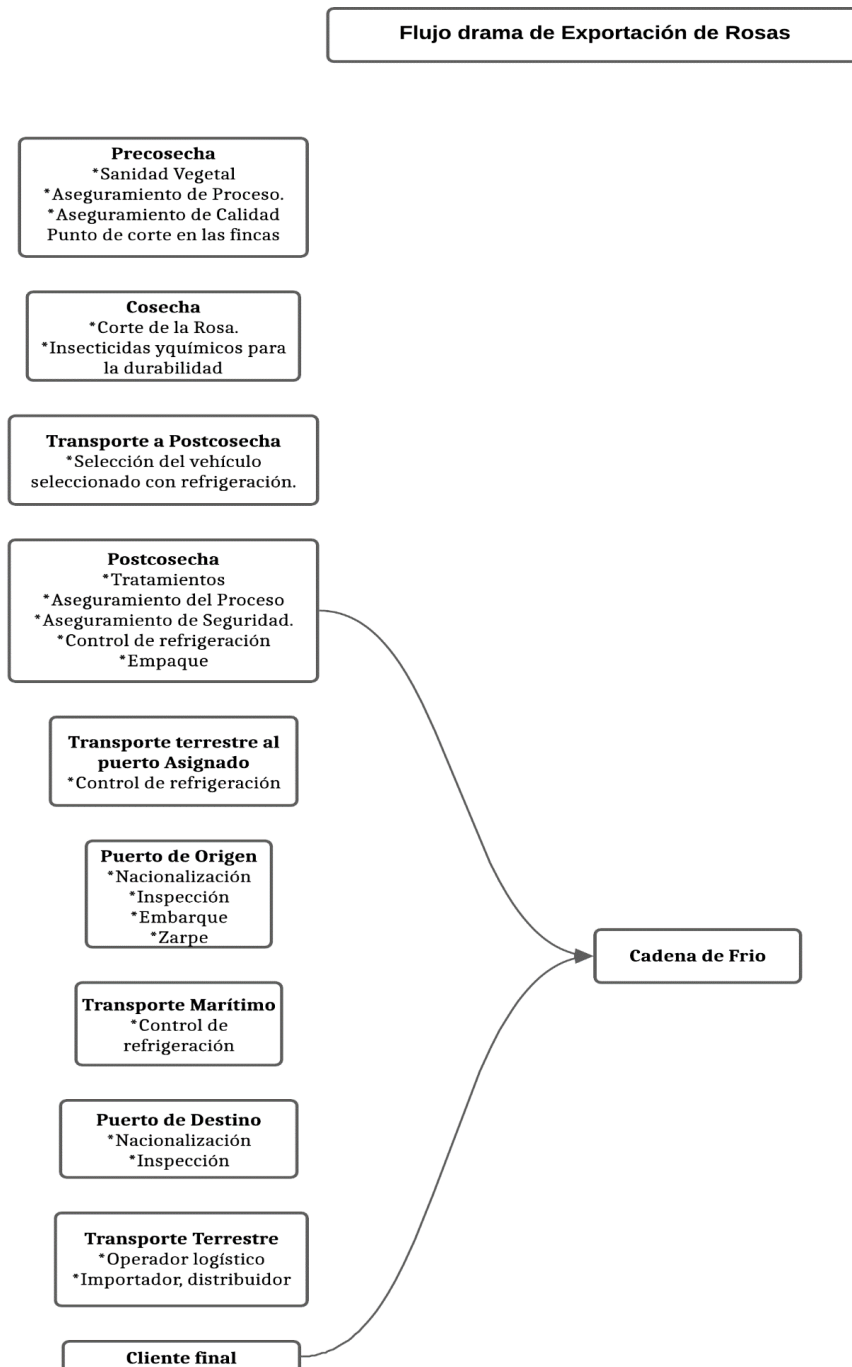 Flujo drama de Exportación de Rosas
Precosecha
*Sanidad Vegetal
*Aseguramiento de Proceso.
*Aseguramiento de Calidad
Punto de corte en las fincas
Cosecha
*Corte de la Rosa.
*Insecticidas yquímicos para
la durabilidad
Transporte a Postcosecha
*Selección del vehículo
seleccionado con refrigeración.
Postcosecha
*Tratamientos
*Aseguramiento del Proceso
*Aseguramiento de Seguridad.
*Control de refrigeración
*Empaque
Transporte terrestre al
puerto Asignado
*Control de refrigeración
Puerto de Origen
*Nacionalización
*Inspección
*Embarque
*Zarpe
Cadena de Frio
Transporte Marítimo
*Control de
refrigeración
Puerto de Destino
*Nacionalización
*Inspección
Transporte Terrestre
*Operador logístico
*Importador, distribuidor
Cliente final